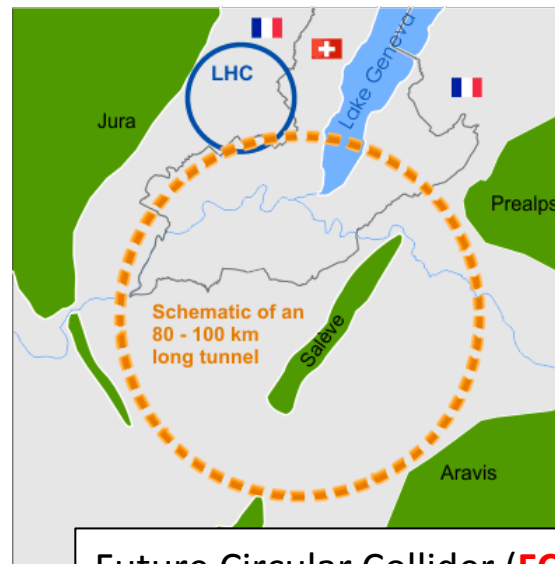 LHC
Lake Geneva
Jura
Prealps
Schematic of an
80 - 100 km
long tunnel
Salève
Aravis
Future Circular Collider (